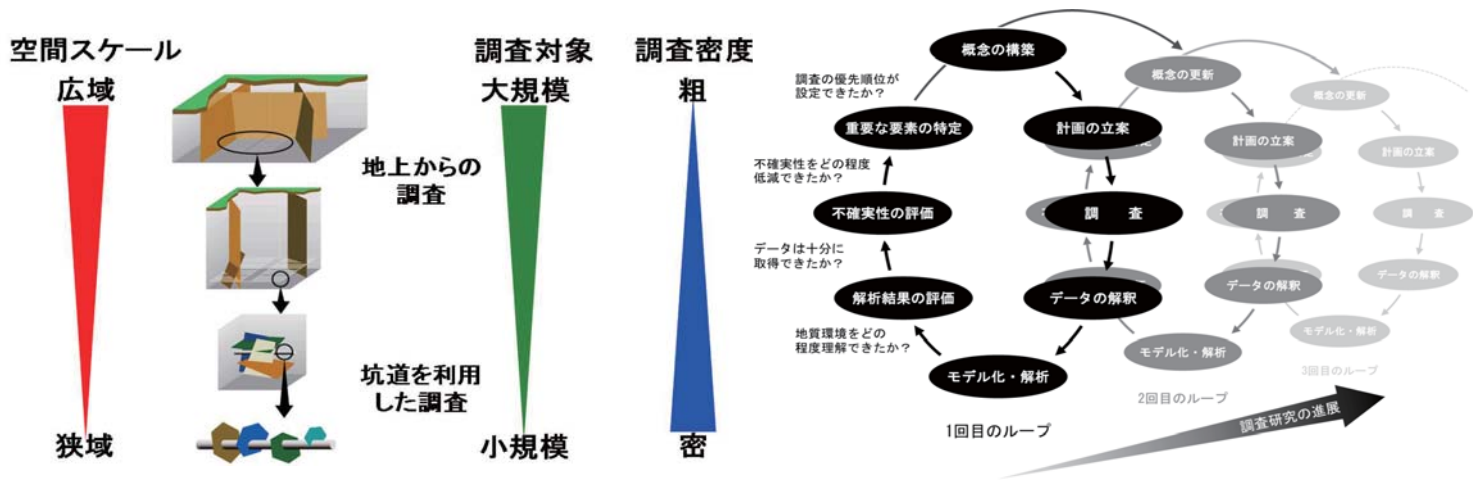 空間スケール
広域
狭域
地上からの
調査
坑道を利用
した調査
調査対象
大規模
小規模
調査密度
粗
密
概念の構築
計画の立案
調　　査
データの解釈
モデル化・解析
解析結果の評価
不確実性の評価
重要な要素の特定
調査の優先順位が
設定できたか？
不確実性をどの程度
低減できたか？
データは十分に
取得できたか？
地質環境をどの
程度理解できたか？
1回目のループ
概念の更新
計画の立案
調　　査
データの解釈
モデル化・解析
2回目のループ
概念の更新
計画の立案
調　　査
データの解釈
モデル化・解析
3回目のループ
調査研究の進展